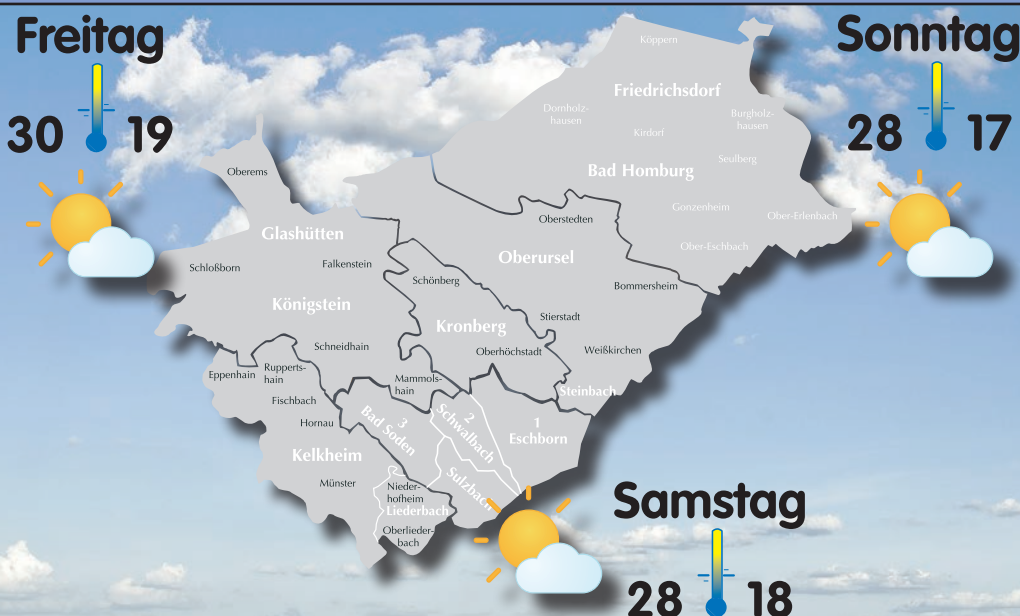 Freitag
30 19
Sonntag
28 17
Köppern
Friedrichsdorf
Dornholz-
hausen
Burgholz-
hausen
Kirdorf
Seulberg
Bad Homburg
Oberems
Gonzenheim
Ober-Erlenbach
Oberstedten
Glashütten
Ober-Eschbach
Oberursel
Schloßborn
Falkenstein
Schönberg
Bommersheim
Königstein
Stierstadt
Kronberg
Schneidhain
Oberhöchstadt
Weißkirchen
Eppenhain
Rupperts-
hain
Mammols-
hain
Steinbach
Fischbach
Hornau
3
Bad Soden
2
Schwalbach
1
Eschborn
Kelkheim
Münster
Sulzbach
Nieder-
hofheim
Liederbach
Oberlieder-
bach
Samstag
28 18